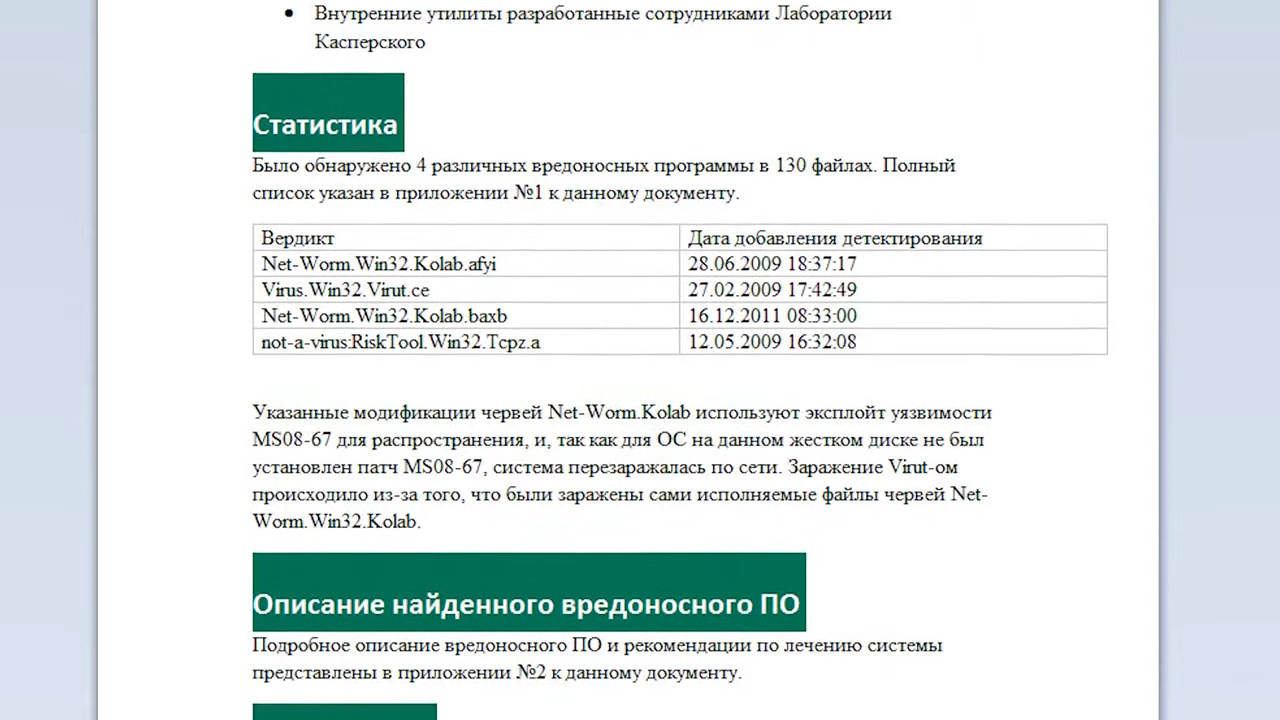 • Внутренние утилиты разработанные сотрудниками Лаборатории
Касперского
Статистика
Было обнаружено 4 различных вредоносных программы в 130 файлах. Полный
список указан в приложении №1 к данному документу.
Вердикт Дата добавления детектирования
Net-Worm.Win32.Kolab.afyi 28.06.2009 18:37:17
Virus.Win32.Virut.ce 27.02.2009 17:42:49
Net-Worm.Win32.Kolab.baxb 16.12.2011 08:33:00
not-a-virus:RiskTool.Win32.Tcpz.a 12.05.2009 16:32:08
Указанные модификации червей Net-Worm.Kolab используют эксплойт уязвимости
MS08-67 для распространения, и, так как для ОС на данном жестком диске не был
установлен патч MS08-67, система перезаражалась по сети. Заражение Virut-ом
происходило из-за того, что были заражены сами исполняемые файлы червей Net-
Worm.Win32.Kolab.
Описание найденного вредоносного ПО
Подробное описание вредоносного ПО и рекомендации по лечению системы
представлены в приложении №2 к данному документу.